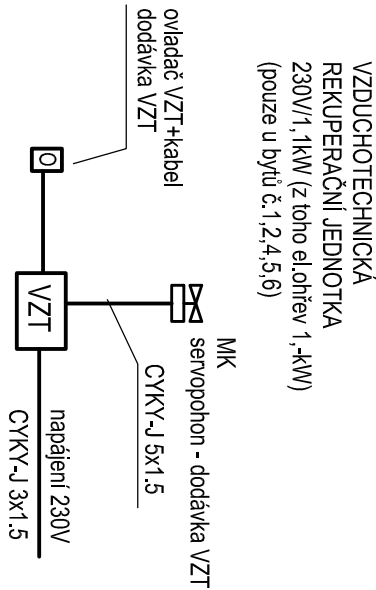 VZDUCHOTECHNICKÁ
REKUPERAČNÍ JEDNOTKA
230V/1,1kW (z toho el.ohřev 1,-kW)
(pouze u bytů č.1,2,4,5,6)
MK
servopohon - dodávka VZT
CYKY-J 5x1.5
ovladač VZT+kabel
dodávka VZT
O
VZT
napájení 230V
CYKY-J 3x1.5